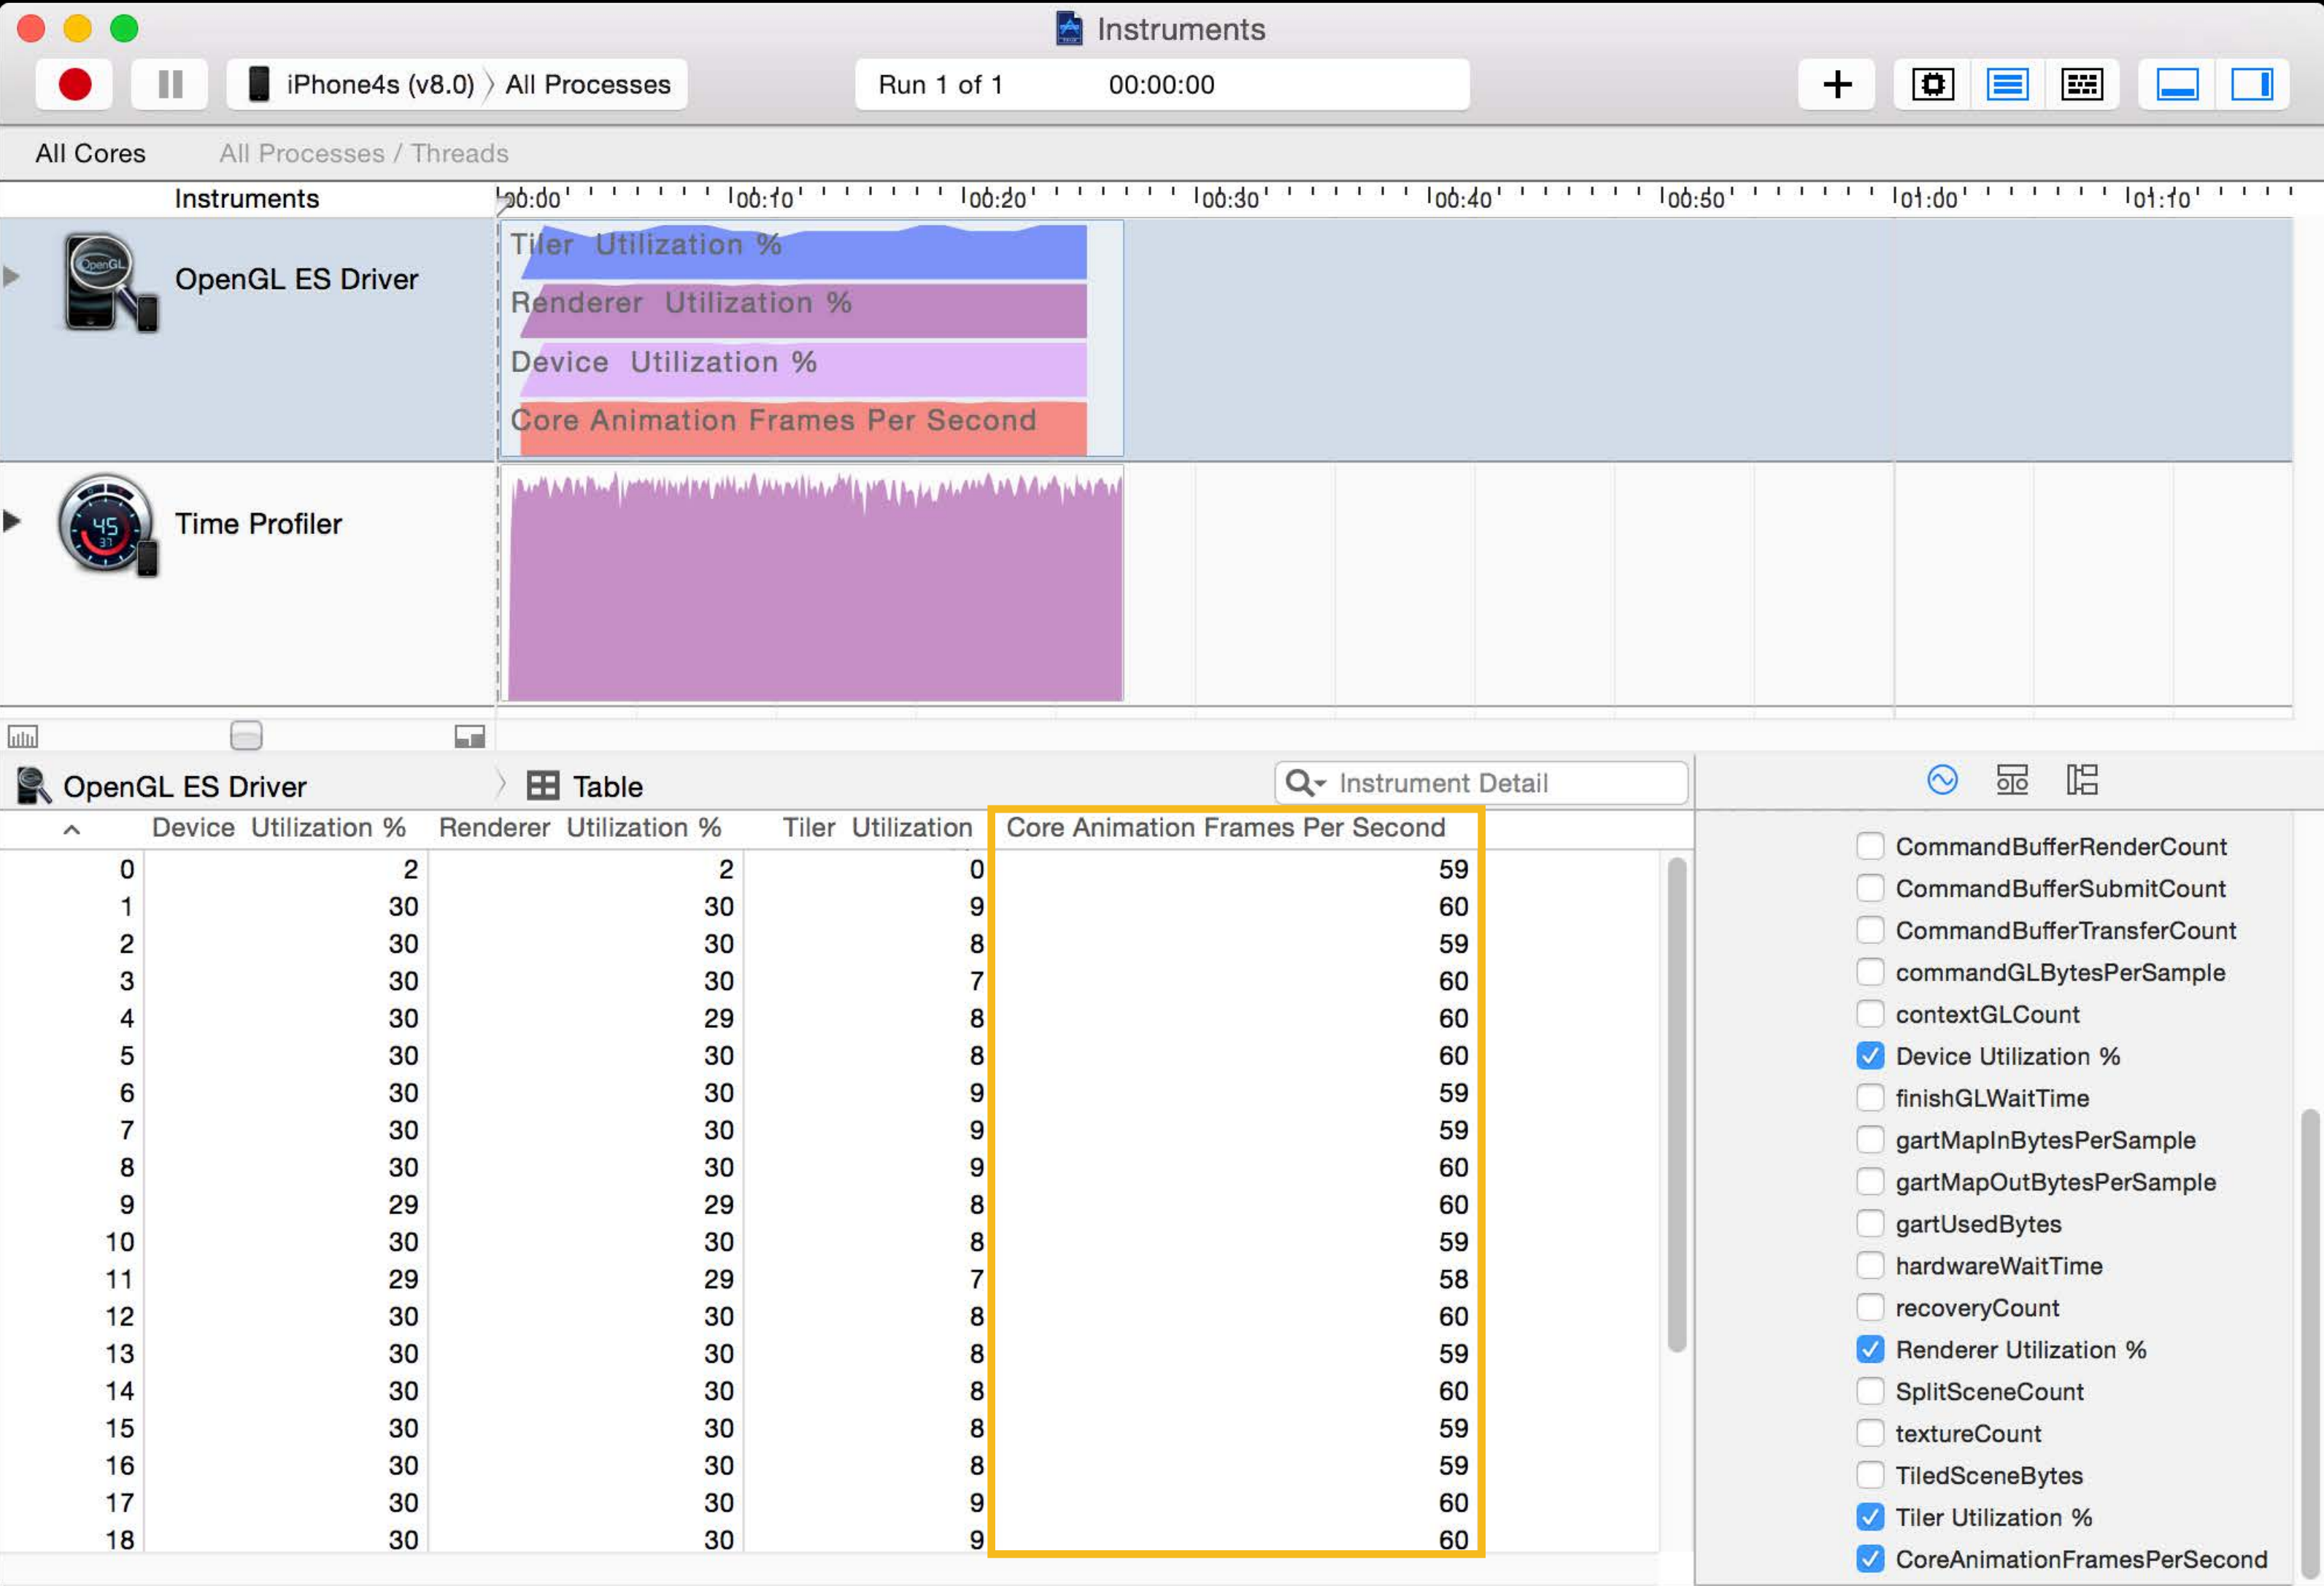 Instruments
iPhone4s (v8.0) 〉 All Processes
Run 1 of 1 00:00:00
All Cores All Processes / Threads
Instruments 00:00 00:10 00:20 00:30 00:40 00:50 01:00 01:10
OpenGL
OpenGL ES Driver
Tiler Utilization %
Renderer Utilization %
Device Utilization %
Core Animation Frames Per Second
45
37
Time Profiler
OpenGL ES Driver 〉 Table
Instrument Detail
Device Utilization % Renderer Utilization % Tiler Utilization Core Animation Frames Per Second
0 2 2 0 59
1 30 30 9 60
2 30 30 8 59
3 30 30 7 60
4 30 29 8 60
5 30 30 8 60
6 30 30 9 59
7 30 30 9 59
8 30 30 9 60
9 29 29 8 60
10 30 30 8 59
11 29 29 7 58
12 30 30 8 60
13 30 30 8 59
14 30 30 8 60
15 30 30 8 59
16 30 30 8 59
17 30 30 9 60
18 30 30 9 60
CommandBufferRenderCount
CommandBufferSubmitCount
CommandBufferTransferCount
commandGLBytesPerSample
contextGLCount
Device Utilization %
finishGLWaitTime
gartMapInBytesPerSample
gartMapOutBytesPerSample
gartUsedBytes
hardwareWaitTime
recoveryCount
Renderer Utilization %
SplitSceneCount
textureCount
TiledSceneBytes
Tiler Utilization %
CoreAnimationFramesPerSecond